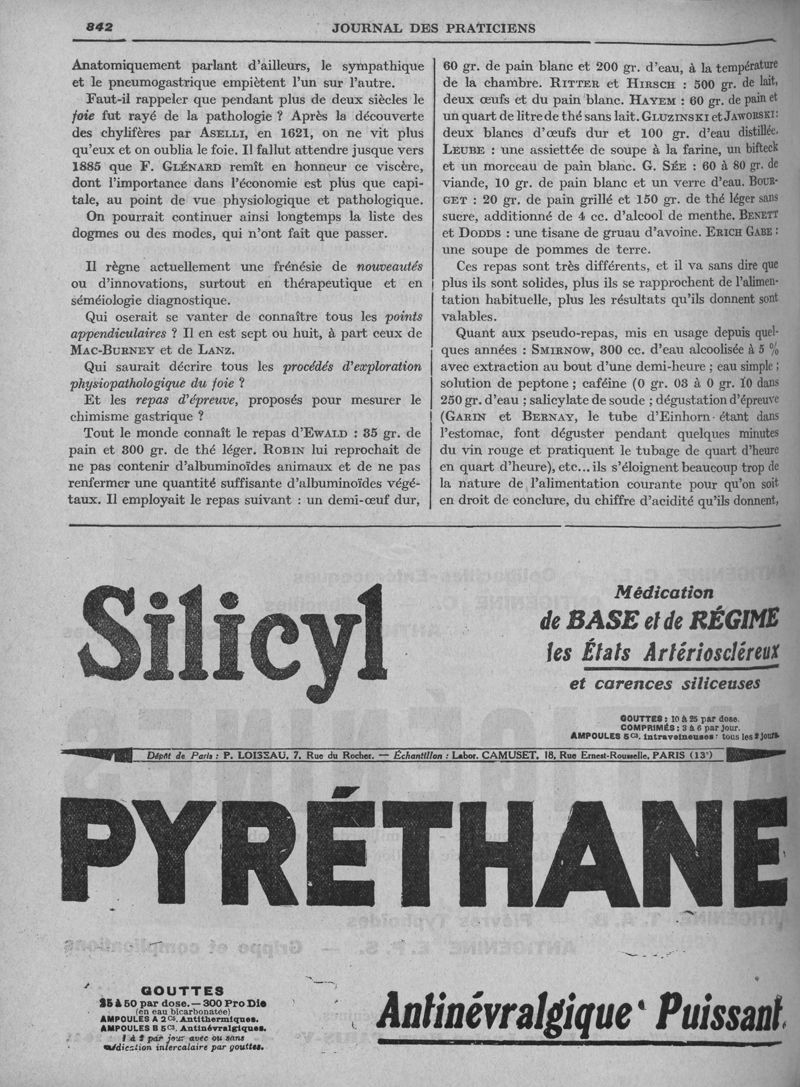 842
JOURNAL DES PRATICIENS
Anatomiquement parlant d'ailleurs, le sympathique
et le pneumogastrique empiètent l'un sur l'autre.
Faut-il rappeler que pendant plus de deux siècles le
foie fut rayé de la pathologie ? Après la découverte
des chylifères par ASELLI, en 1621, on ne vit plus
qu'eux et on oublia le foie. Il fallut attendre jusque vers
1885 que F. GLÉNARD remît en honneur ce viscère,
dont l'importance dans l'économie est plus que capi-
tale, au point de vue physiologique et pathologique.
On pourrait continuer ainsi longtemps la liste des
dogmes ou des modes, qui n'ont fait que passer.
Il règne actuellement une frénésie de nouveautés
ou d'innovations, surtout en thérapeutique et en
séméiologie diagnostique.
Qui oserait se vanter de connaître tous les points
appendiculaires ? Il en est sept ou huit, à part ceux de
MAC-BURNEY et de LANZ.
Qui saurait décrire tous les procédés d'exploration
physiopathologique du foie ?
Et les repas d'épreuve, proposés pour mesurer le
chimisme gastrique ?
Tout le monde connaît le repas d'EWALD : 35 gr. de
pain et 300 gr. de thé léger. ROBIN lui reprochait de
ne pas contenir d'albuminoïdes animaux et de ne pas
renfermer une quantité suffisante d'albuminoïdes végé-
taux. Il employait le repas suivant : un demi-œuf dur,
60 gr. de pain blanc et 200 gr. d'eau, à la température
de la chambre. RITTER et HIRSCH : 500 gr. de lait,
deux œufs et du pain blanc. HAYEM : 60 gr. de pain et
un quart de litre de thé sans lait. GLUZINSKI et JAWORSKI :
deux blancs d'œufs dur et 100 gr. d'eau distillée.
LEUBE : une assiettée de soupe à la farine, un bifteck
et un morceau de pain blanc. G. SÉE : 60 à 80 gr. de
viande, 10 gr. de pain blanc et un verre d'eau. BOUR-
GET : 20 gr. de pain grillé et 150 gr. de thé léger sans
sucre, additionné de 4 cc. d'alcool de menthe. BENETT
et DODDS : une tisane de gruau d'avoine. ERICH GABE :
une soupe de pommes de terre.
Ces repas sont très différents, et il va sans dire que
plus ils sont solides, plus ils se rapprochent de l'alimen-
tation habituelle, plus les résultats qu'ils donnent sont
valables.
Quant aux pseudo-repas, mis en usage depuis quel-
ques années : SMIRNOW, 300 cc. d'eau alcoolisée à 5 %
avec extraction au bout d'une demi-heure ; eau simple ;
solution de peptone ; caféine (0 gr. 03 à 0 gr. 10 dans
250 gr. d'eau ; salicylate de soude ; dégustation d'épreuve
(GARIN et BERNAY, le tube d'Einhorn étant dans
l'estomac, font déguster pendant quelques minutes
du vin rouge et pratiquent le tubage de quart d'heure
en quart d'heure), etc... ils s'éloignent beaucoup trop de
la nature de l'alimentation courante pour qu'on soit
en droit de conclure, du chiffre d'acidité qu'ils donnent,
Silicyl
Médication
de BASE et de RÉGIME
les États Artérioscléreux
et carences siliceuses
GOUTTES : 10 à 25 par dose.
COMPRIMÉS : 3 à 6 par jour.
AMPOULES 5 cs. Intraveineuses : tous les 2 jours.
Dépôt de Paris : P. LOISEAU, 7, Rue du Rocher. — Échantillon : Labor. CAMUSET, 18, Rue Ernest-Rousselle, PARIS (13e)
PYRÉTHANE
GOUTTES
25 à 50 par dose. — 300 Pro Die
(en eau bicarbonatée)
AMPOULES A 2 cs. Antithermiques.
AMPOULES B 5 cs. Antinévralgiques.
1 à 2 par jour avec ou sans
médication intercalaire par gouttes.
Antinévralgique Puissant